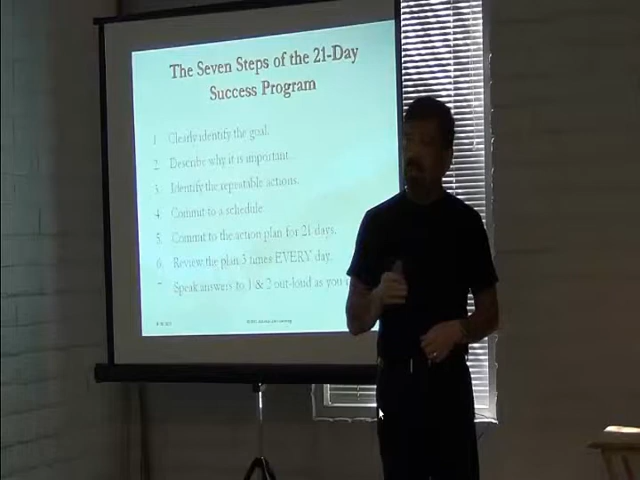 The Seven Steps of the 21-Day
Success Program
1. Clearly identify the goal.
2. Describe why it is important.
3. Identify the repeatable actions.
4. Commit to a schedule
5. Commit to the action plan for 21 days.
6. Review the plan 3 times EVERY day.
7 Speak answers to 1 & 2 out-loud as you